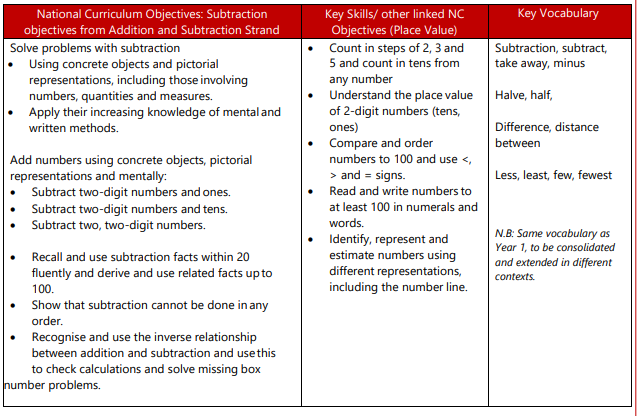 National Curriculum Objectives: Subtraction
objectives from Addition and Subtraction Strand
Solve problems with subtraction
• Using concrete objects and pictorial
representations, including those involving
numbers, quantities and measures.
• Apply their increasing knowledge of mental and
written methods.
Add numbers using concrete objects, pictorial
representations and mentally:
• Subtract two-digit numbers and ones.
• Subtract two-digit numbers and tens.
• Subtract two, two-digit numbers.
• Recall and use subtraction facts within 20
fluently and derive and use related facts up to
100.
• Show that subtraction cannot be done in any
order.
• Recognise and use the inverse relationship
between addition and subtraction and use this
to check calculations and solve missing box
number problems.
Key Skills/ other linked NC
Objectives (Place Value)
• Count in steps of 2, 3 and
5 and count in tens from
any number
• Understand the place value
of 2-digit numbers (tens,
ones)
• Compare and order
numbers to 100 and use <,
> and = signs.
• Read and write numbers to
at least 100 in numerals and
words.
• Identify, represent and
estimate numbers using
different representations,
including the number line.
Key Vocabulary
Subtraction, subtract,
take away, minus
Halve, half,
Difference, distance
between
Less, least, few, fewest
N.B: Same vocabulary as
Year 1, to be consolidated
and extended in different
contexts.